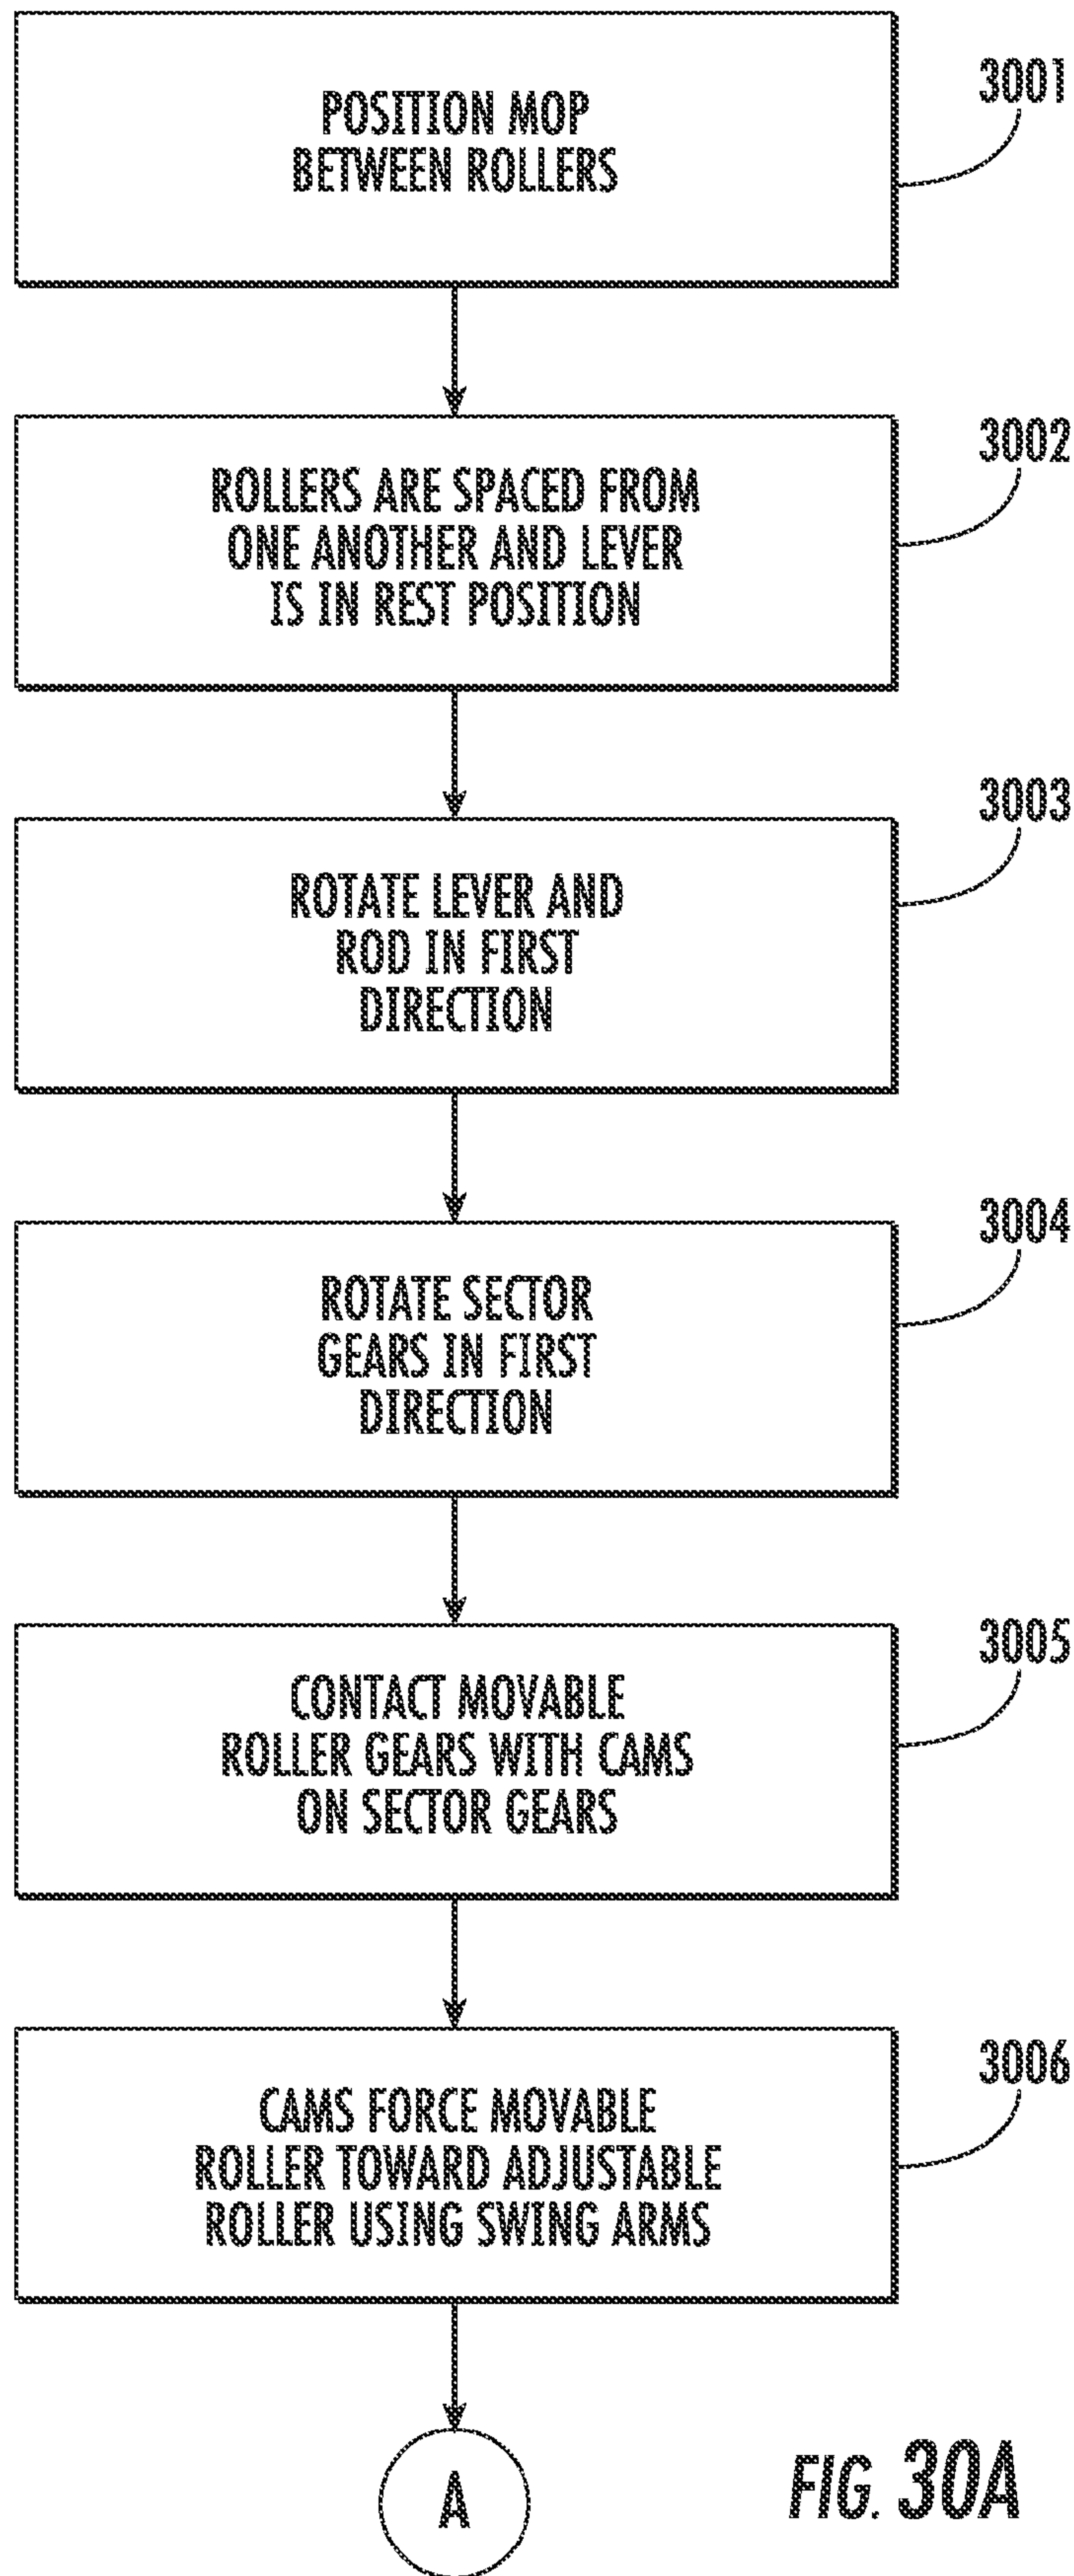 POSITION MOP
BETWEEN ROLLERS
3001
ROLLERS ARE SPACED FROM
ONE ANOTHER AND LEVER
IS IN REST POSITION
3002
ROTATE LEVER AND
ROD IN FIRST
DIRECTION
3003
ROTATE SECTOR
GEARS IN FIRST
DIRECTION
3004
CONTACT MOVABLE
ROLLER GEARS WITH CAMS
ON SECTOR GEARS
3005
CAMS FORCE MOVABLE
ROLLER TOWARD ADJUSTABLE
ROLLER USING SWING ARMS
3006
A
FIG. 30A